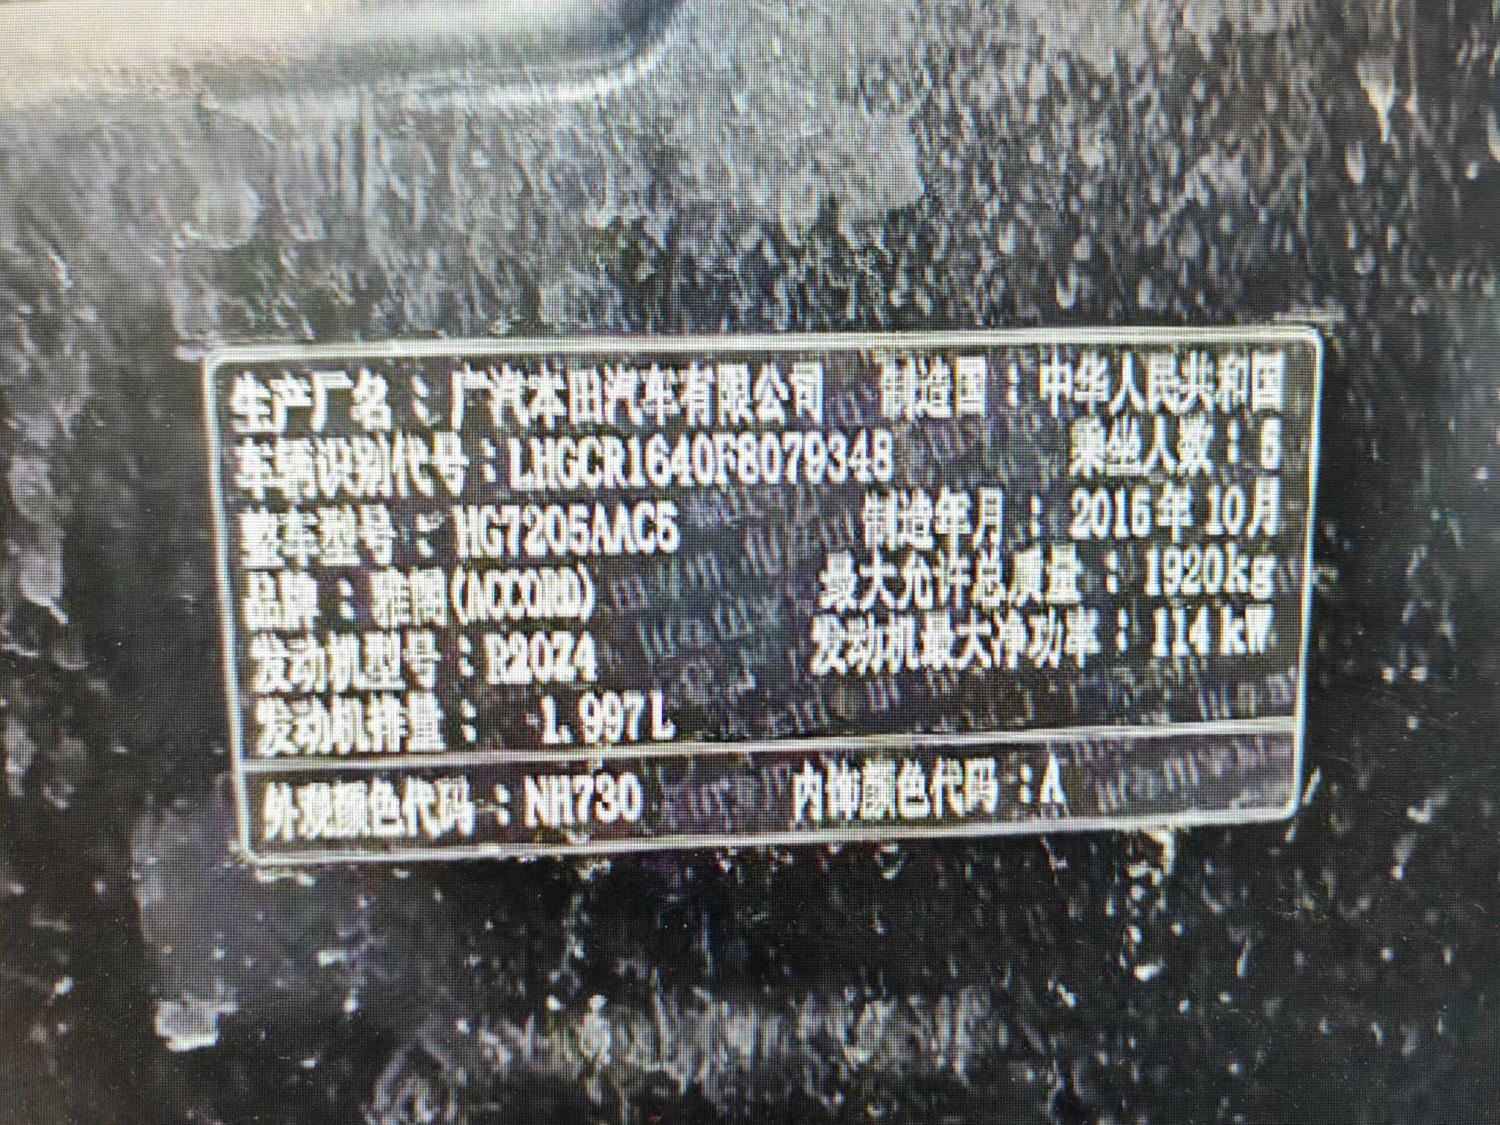 生产厂名：广汽本田汽车有限公司 制造国：中华人民共和国
车辆识别代号：LHGCR1640F8079348 乘坐人数：5
整车型号：HG7205AAC5 制造年月：2015年10月
品牌：雅阁(ACCORD) 最大允许总质量：1920kg
发动机型号：R20Z4 发动机最大净功率：114kW
发动机排量：1.997L
外观颜色代码：NH730 内饰颜色代码：A